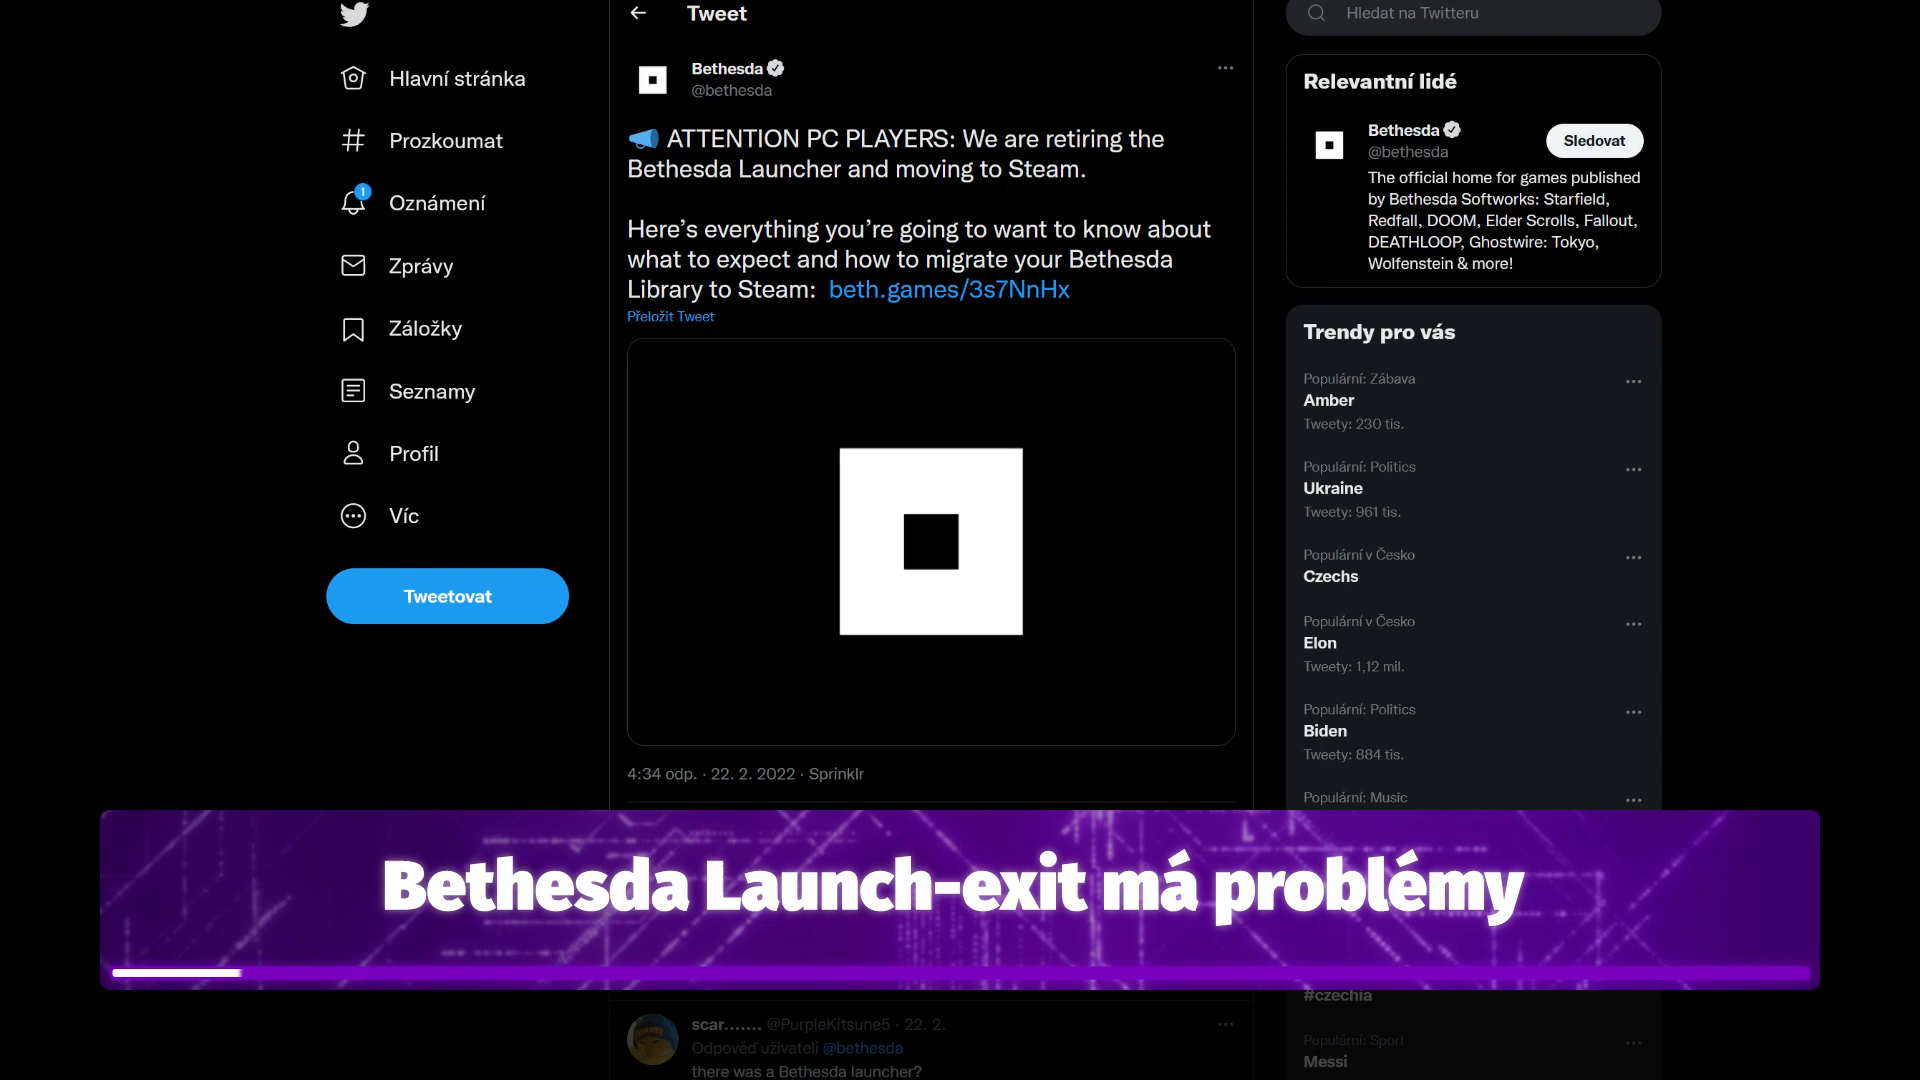 Hlavní stránka
Prozkoumat
1
Oznámení
Zprávy
Záložky
Seznamy
Profil
Víc
Tweetovat
Tweet
Bethesda
@bethesda
ATTENTION PC PLAYERS: We are retiring the
Bethesda Launcher and moving to Steam.
Here’s everything you’re going to want to know about
what to expect and how to migrate your Bethesda
Library to Steam: beth.games/3s7NnHx
Přeložit Tweet
4:34 odp. · 22. 2. 2022 · Sprinklr
Hledat na Twitteru
Relevantní lidé
Bethesda
@bethesda
Sledovat
The official home for games published
by Bethesda Softworks: Starfield,
Redfall, DOOM, Elder Scrolls, Fallout,
DEATHLOOP, Ghostwire: Tokyo,
Wolfenstein & more!
Trendy pro vás
Populární: Zábava
Amber
Tweety: 230 tis.
Populární: Politics
Ukraine
Tweety: 961 tis.
Populární v Česko
Czechs
Populární v Česko
Elon
Tweety: 1,12 mil.
Populární: Politics
Biden
Tweety: 884 tis.
Populární: Music
Bethesda Launch-exit má problémy
#czechia
Populární: Sport
Messi
scar....... @PurpleKitsune5 · 22. 2.
Odpověď uživateli @bethesda
there was a Bethesda launcher?